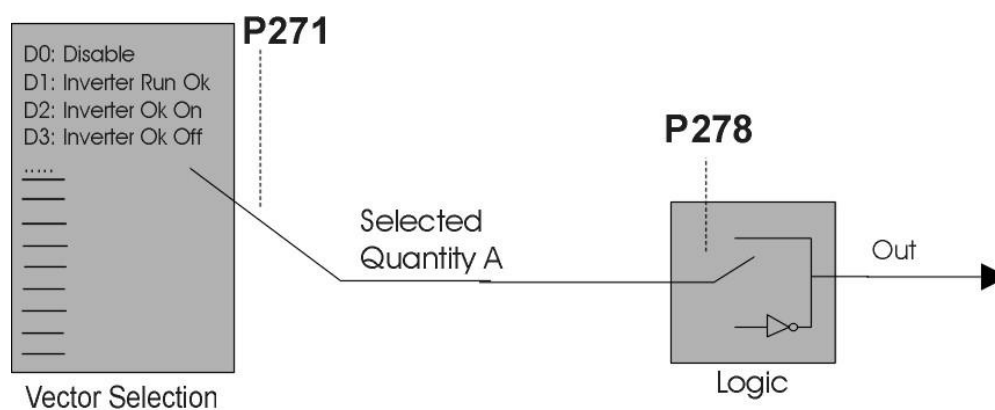 P271
D0: Disable
D1: Inverter Run Ok
D2: Inverter Ok On
D3: Inverter Ok Off
.....
P278
Selected
Quantity A
Out
Logic
Vector Selection